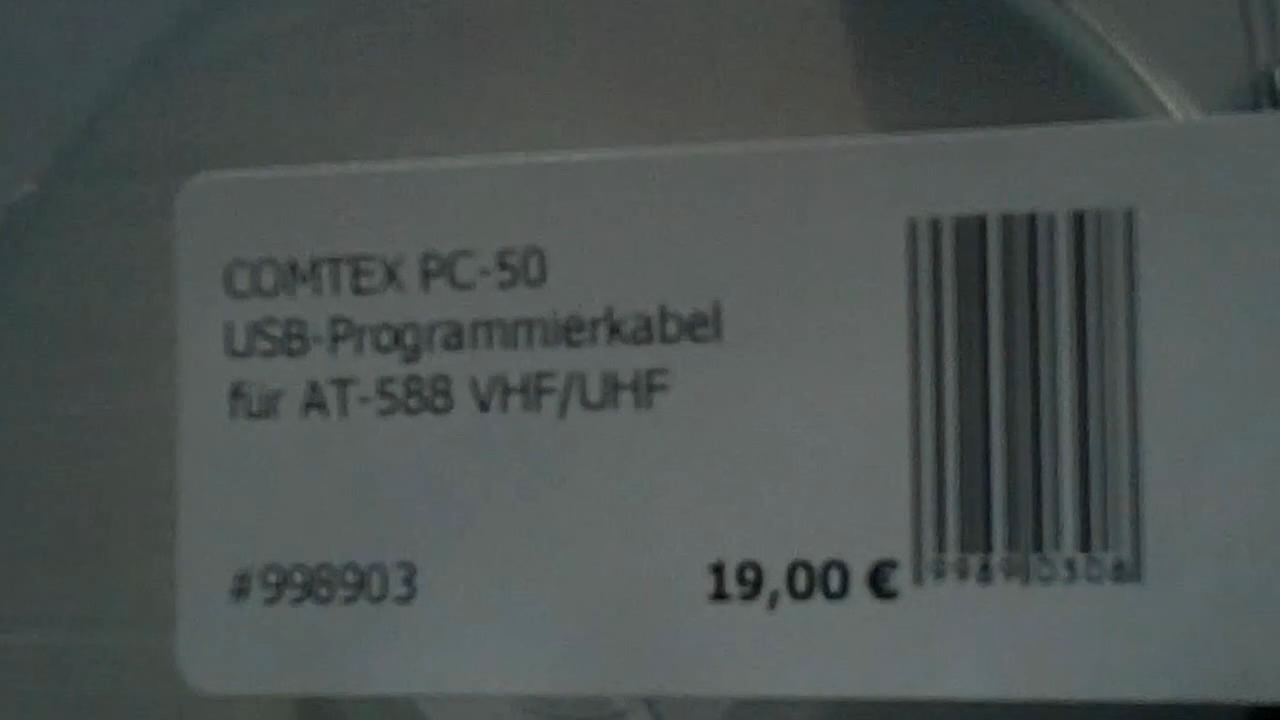 COMTEX PC-50
USB-Programmierkabel
für AT-588 VHF/UHF
#998903
19,00 €